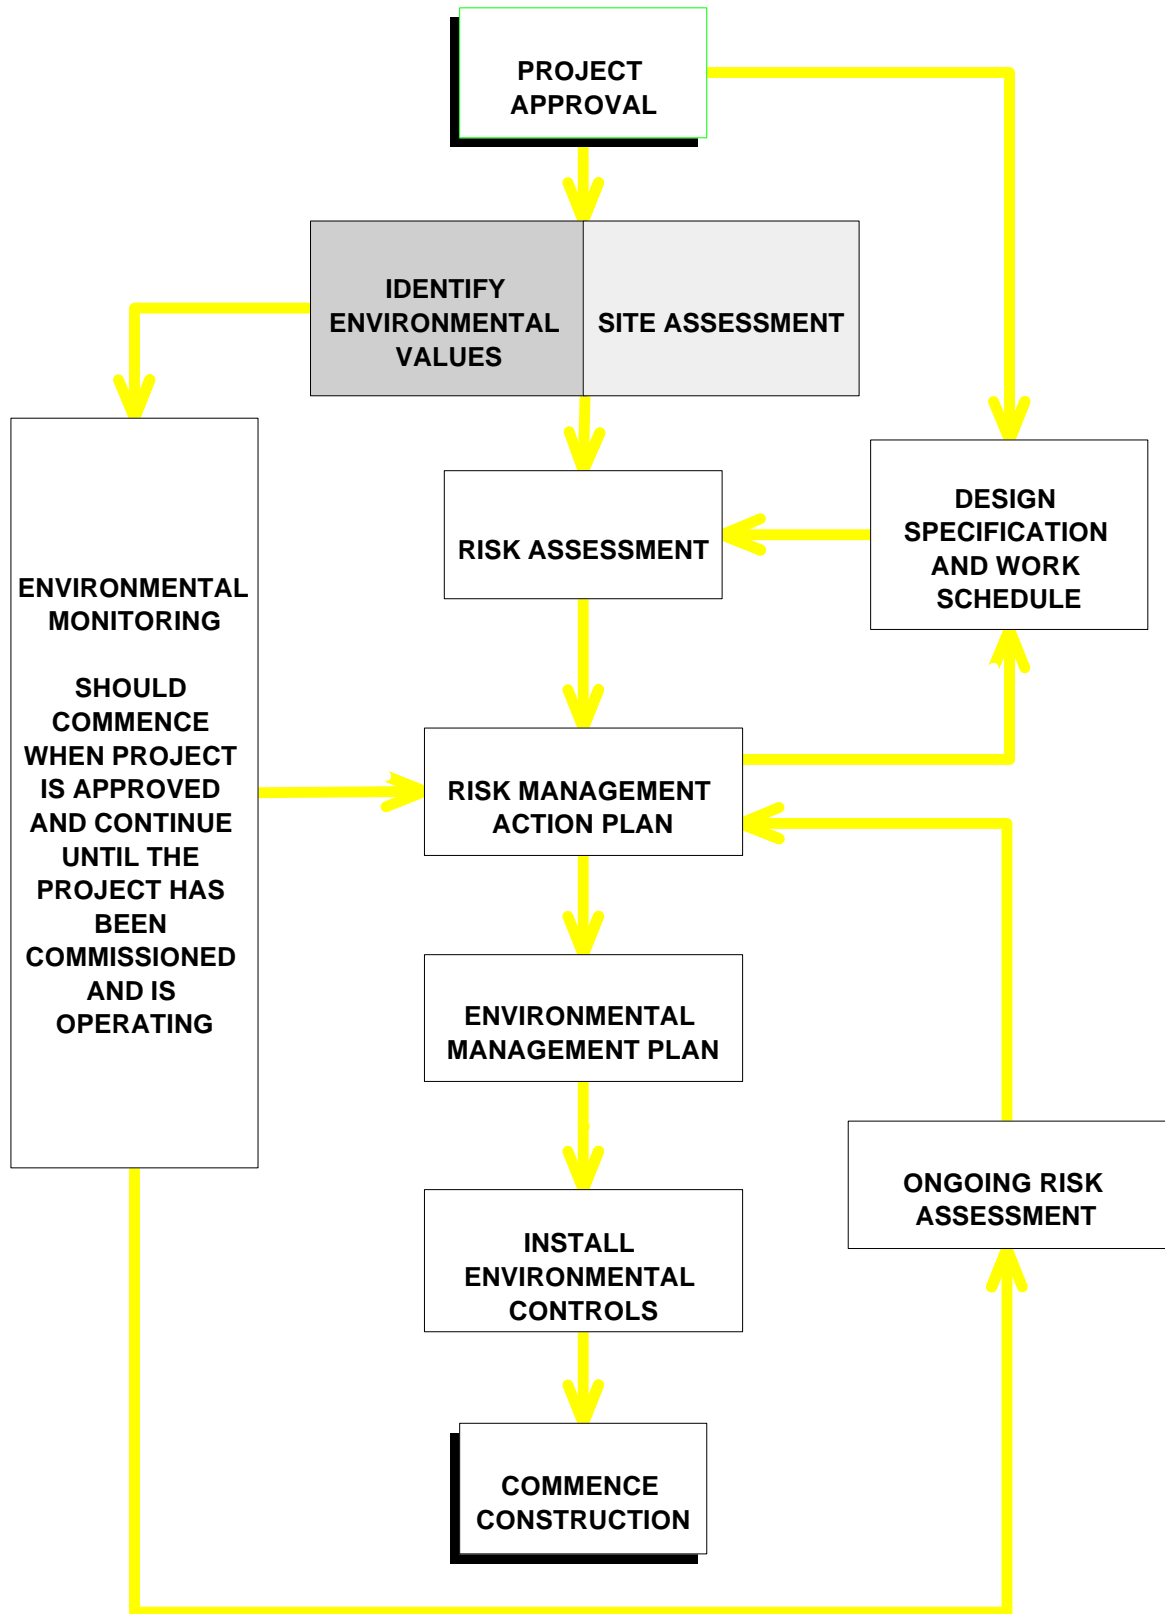 PROJECT
APPROVAL
IDENTIFY
ENVIRONMENTAL
VALUES
SITE ASSESSMENT
DESIGN
SPECIFICATION
AND WORK
SCHEDULE
RISK ASSESSMENT
ENVIRONMENTAL
MONITORING
SHOULD
COMMENCE
WHEN PROJECT
IS APPROVED
AND CONTINUE
UNTIL THE
PROJECT HAS
BEEN
COMMISSIONED
AND IS
OPERATING
RISK MANAGEMENT
ACTION PLAN
ENVIRONMENTAL
MANAGEMENT PLAN
ONGOING RISK
ASSESSMENT
INSTALL
ENVIRONMENTAL
CONTROLS
COMMENCE
CONSTRUCTION